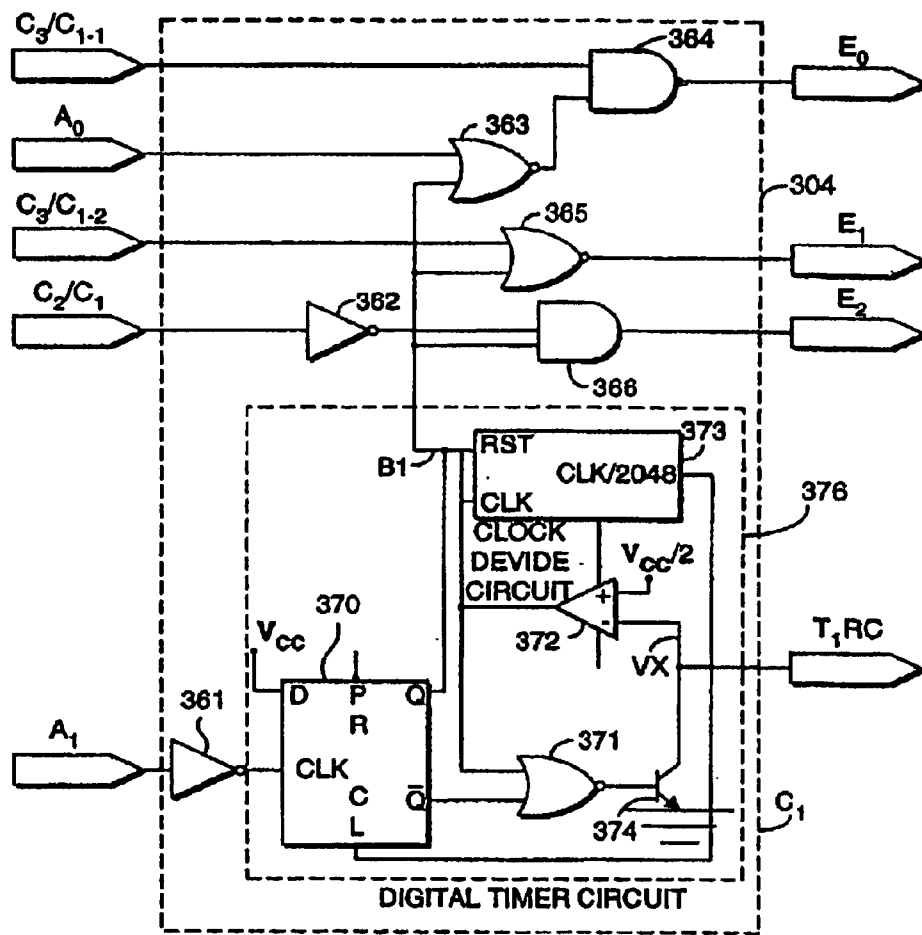 C3/C1-1
364
E0
A0
363
304
C3/C1-2
365
E1
C2/C1
362
E2
366
RST
373
B1
CLK/2048
376
CLK
CLOCK
DEVIDE
CIRCUIT
VCC/2
+
-
370
372
VCC
T1RC
VX
D
P
Q
R
361
371
A1
CLK
C
Q̅
L
374
C1
DIGITAL TIMER CIRCUIT